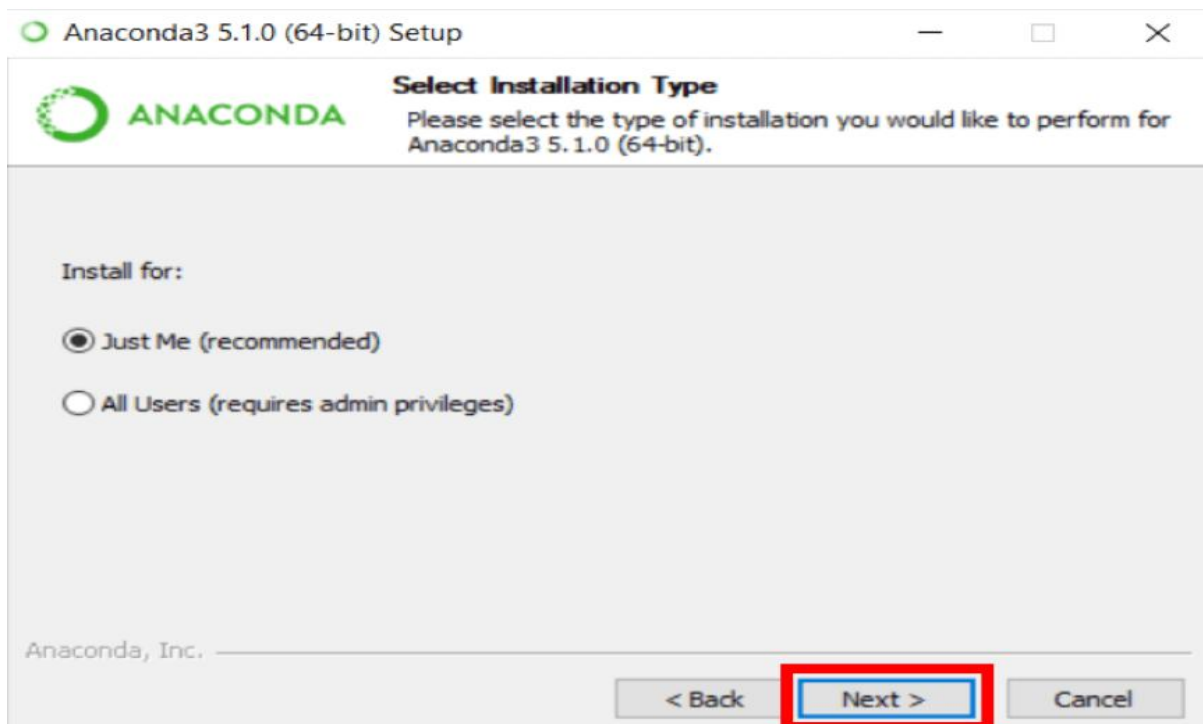 Anaconda3 5.1.0 (64-bit) Setup
ANACONDA
Select Installation Type
Please select the type of installation you would like to perform for
Anaconda3 5.1.0 (64-bit).
Install for:
Just Me (recommended)
All Users (requires admin privileges)
Anaconda, Inc.
< Back Next > Cancel